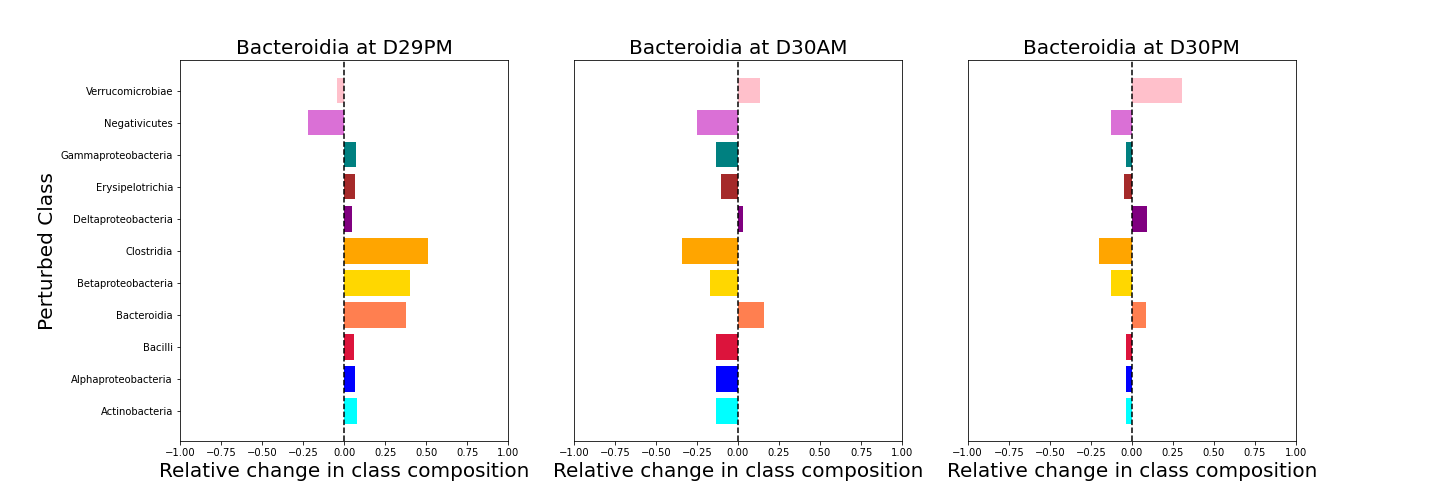 Bacteroidia at D29PM
Bacteroidia at D30AM
Bacteroidia at D30PM
Perturbed Class
Verrucomicrobiae
Negativicutes
Gammaproteobacteria
Erysipelotrichia
Deltaproteobacteria
Clostridia
Betaproteobacteria
Bacteroidia
Bacilli
Alphaproteobacteria
Actinobacteria
−1.00 −0.75 −0.50 −0.25 0.00 0.25 0.50 0.75 1.00
−1.00 −0.75 −0.50 −0.25 0.00 0.25 0.50 0.75 1.00
−1.00 −0.75 −0.50 −0.25 0.00 0.25 0.50 0.75 1.00
Relative change in class composition
Relative change in class composition
Relative change in class composition